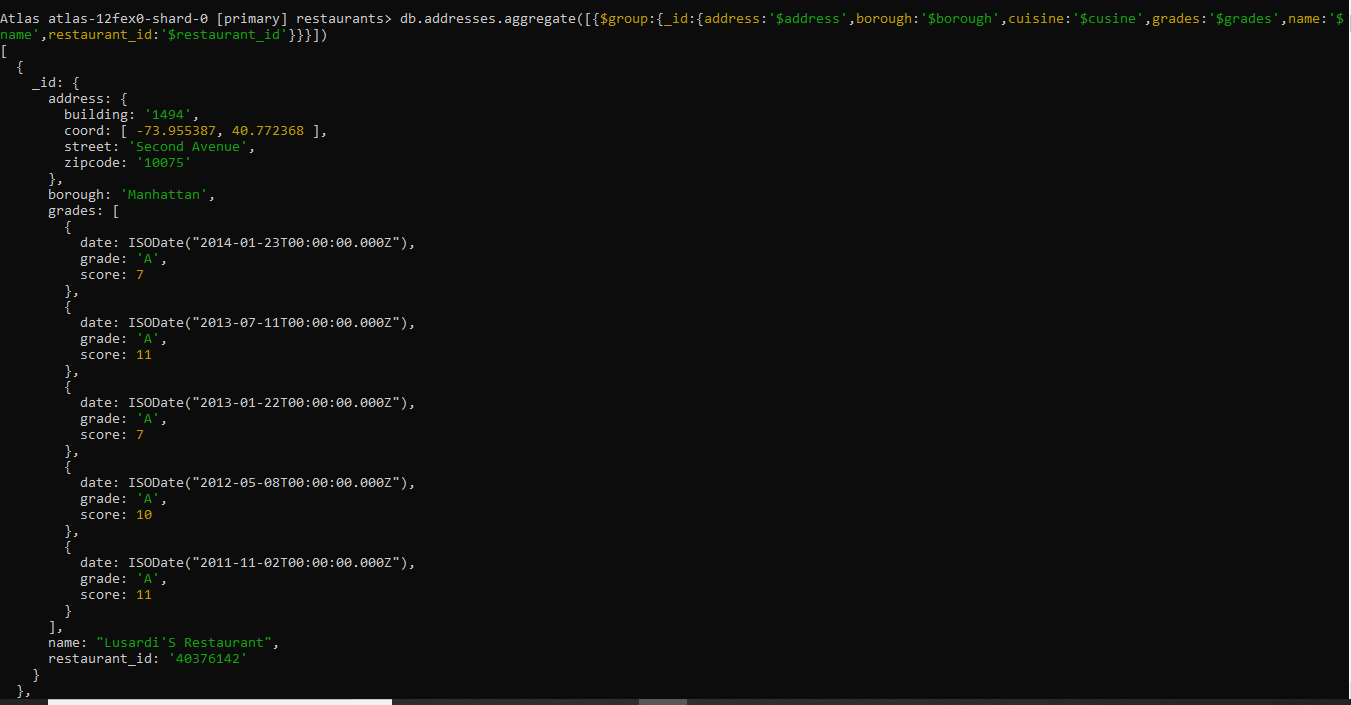 Atlas atlas-12fex0-shard-0 [primary] restaurants> db.addresses.aggregate([{$group:{_id:{address:'$address',borough:'$borough',cuisine:'$cusine',grades:'$grades',name:'$
name',restaurant_id:'$restaurant_id'}}}])
[
  {
    _id: {
      address: {
        building: '1494',
        coord: [ -73.955387, 40.772368 ],
        street: 'Second Avenue',
        zipcode: '10075'
      },
      borough: 'Manhattan',
      grades: [
        {
          date: ISODate("2014-01-23T00:00:00.000Z"),
          grade: 'A',
          score: 7
        },
        {
          date: ISODate("2013-07-11T00:00:00.000Z"),
          grade: 'A',
          score: 11
        },
        {
          date: ISODate("2013-01-22T00:00:00.000Z"),
          grade: 'A',
          score: 7
        },
        {
          date: ISODate("2012-05-08T00:00:00.000Z"),
          grade: 'A',
          score: 10
        },
        {
          date: ISODate("2011-11-02T00:00:00.000Z"),
          grade: 'A',
          score: 11
        }
      ],
      name: "Lusardi'S Restaurant",
      restaurant_id: '40376142'
    }
  },